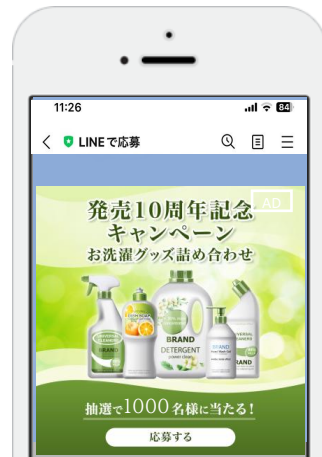 11:26
84
LINEで応募
AD
発売10周年記念
キャンペーン
お洗濯グッズ詰め合わせ
BRAND
BRAND
DETERGENT
BRAND
抽選で1000名様に当たる!
応募する